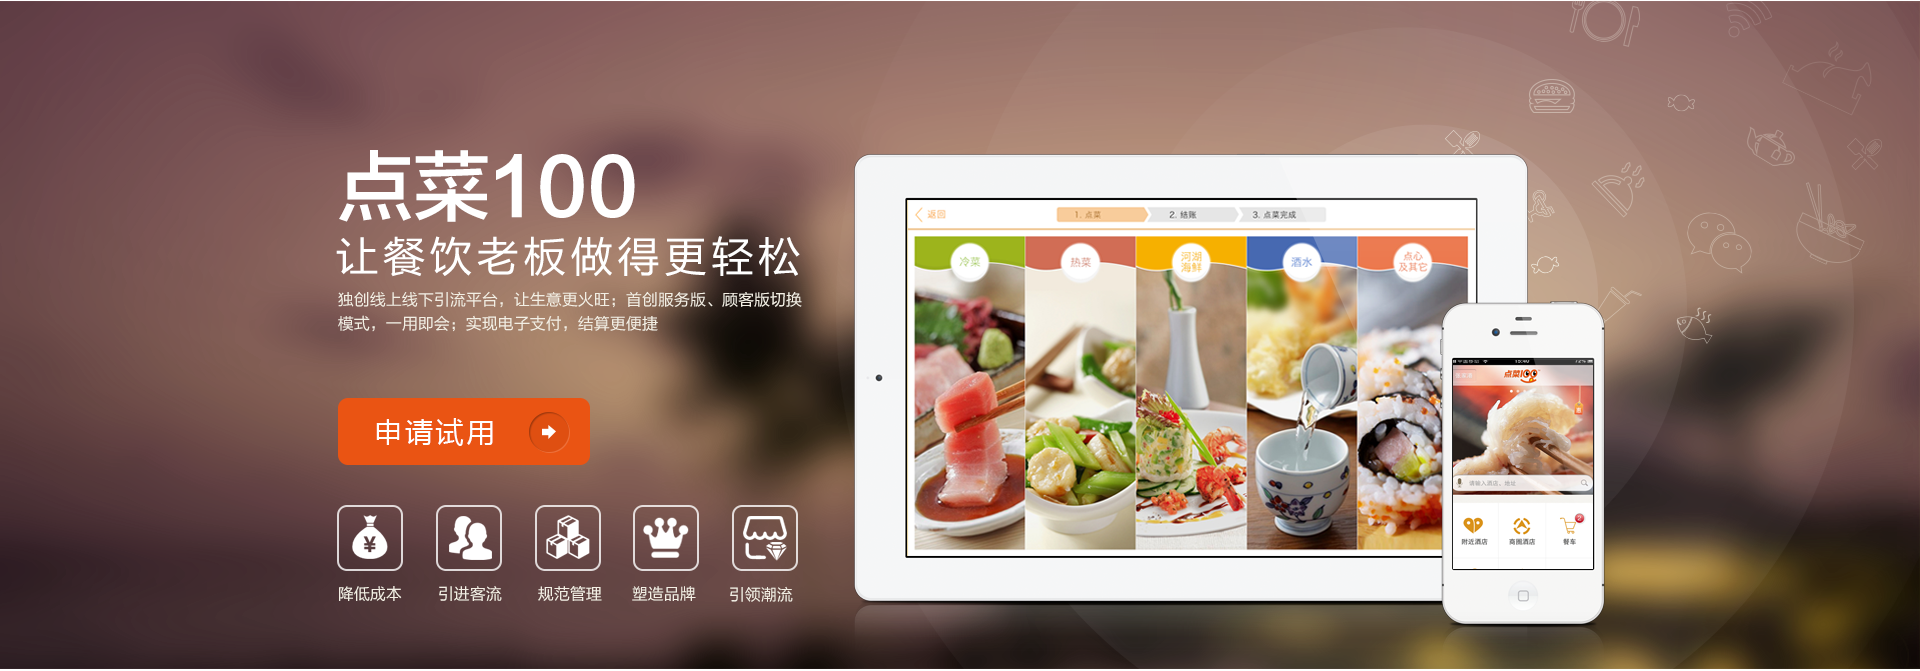 点菜100
让餐饮老板做得更轻松
独创线上线下引流平台，让生意更火旺；首创服务版、顾客版切换
模式，一用即会；实现电子支付，结算更便捷
申请试用
降低成本
引进客流
规范管理
塑造品牌
引领潮流
返回
1. 点菜
2. 结账
3. 点菜完成
冷菜
热菜
河湖
海鲜
酒水
点心
及其它
点菜100
请输入酒店、地址
附近酒店
商圈酒店
餐车
2